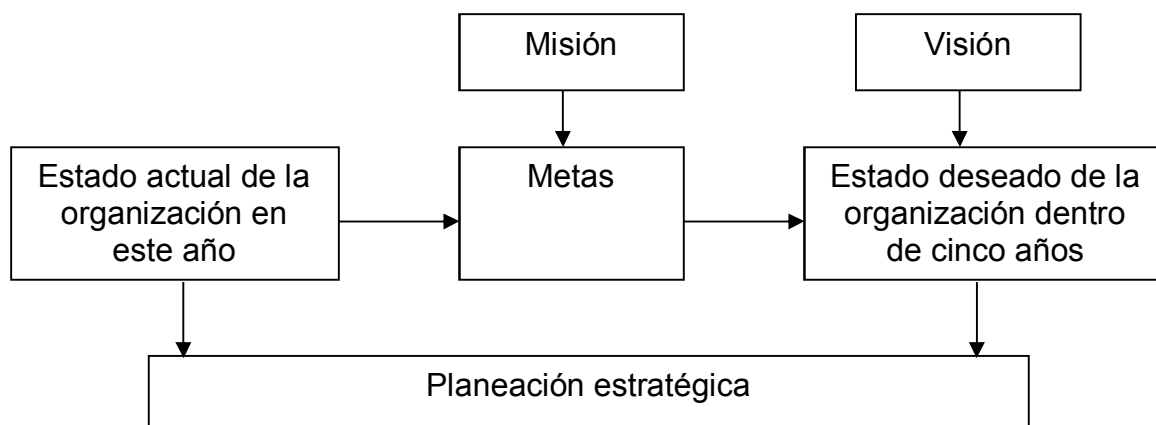 Misión
Visión
Estado actual de la
organización en
este año
Metas
Estado deseado de la
organización dentro
de cinco años
Planeación estratégica